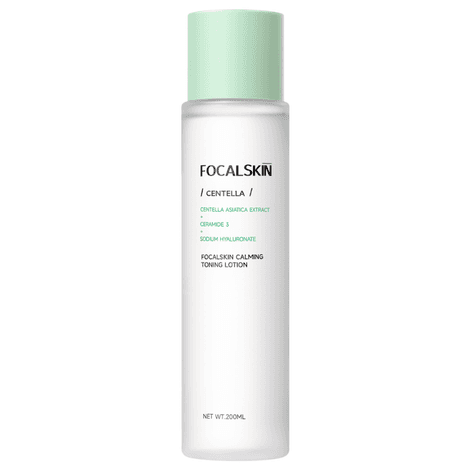 FOCALSKIN
/ CENTELLA /
CENTELLA ASIATICA EXTRACT
+
CERAMIDE 3
+
SODIUM HYALURONATE
FOCALSKIN CALMING
TONING LOTION
NET WT.200ML